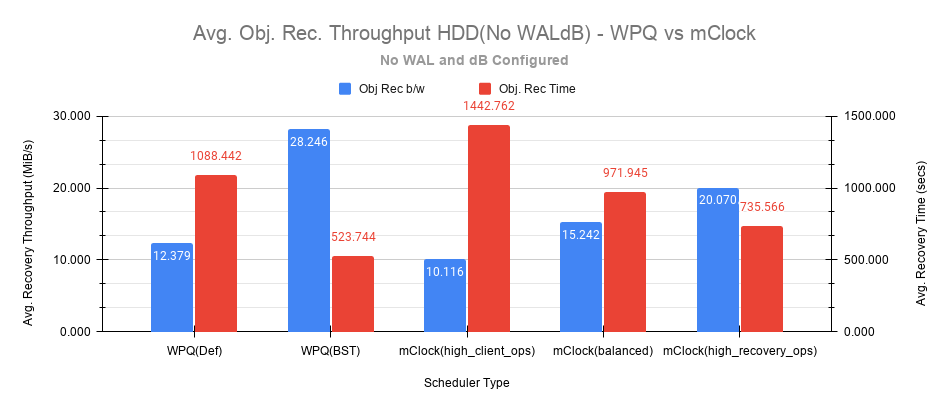 Avg. Obj. Rec. Throughput HDD(No WALdB) - WPQ vs mClock
No WAL and dB Configured
Obj Rec b/w
Obj. Rec Time
Avg. Recovery Throughput (MiB/s)
30.000
20.000
10.000
0.000
12.379
1088.442
28.246
523.744
10.116
1442.762
15.242
971.945
20.070
735.566
1500.000
1000.000
500.000
0.000
Avg. Recovery Time (secs)
WPQ(Def)
WPQ(BST)
mClock(high_client_ops)
mClock(balanced)
mClock(high_recovery_ops)
Scheduler Type